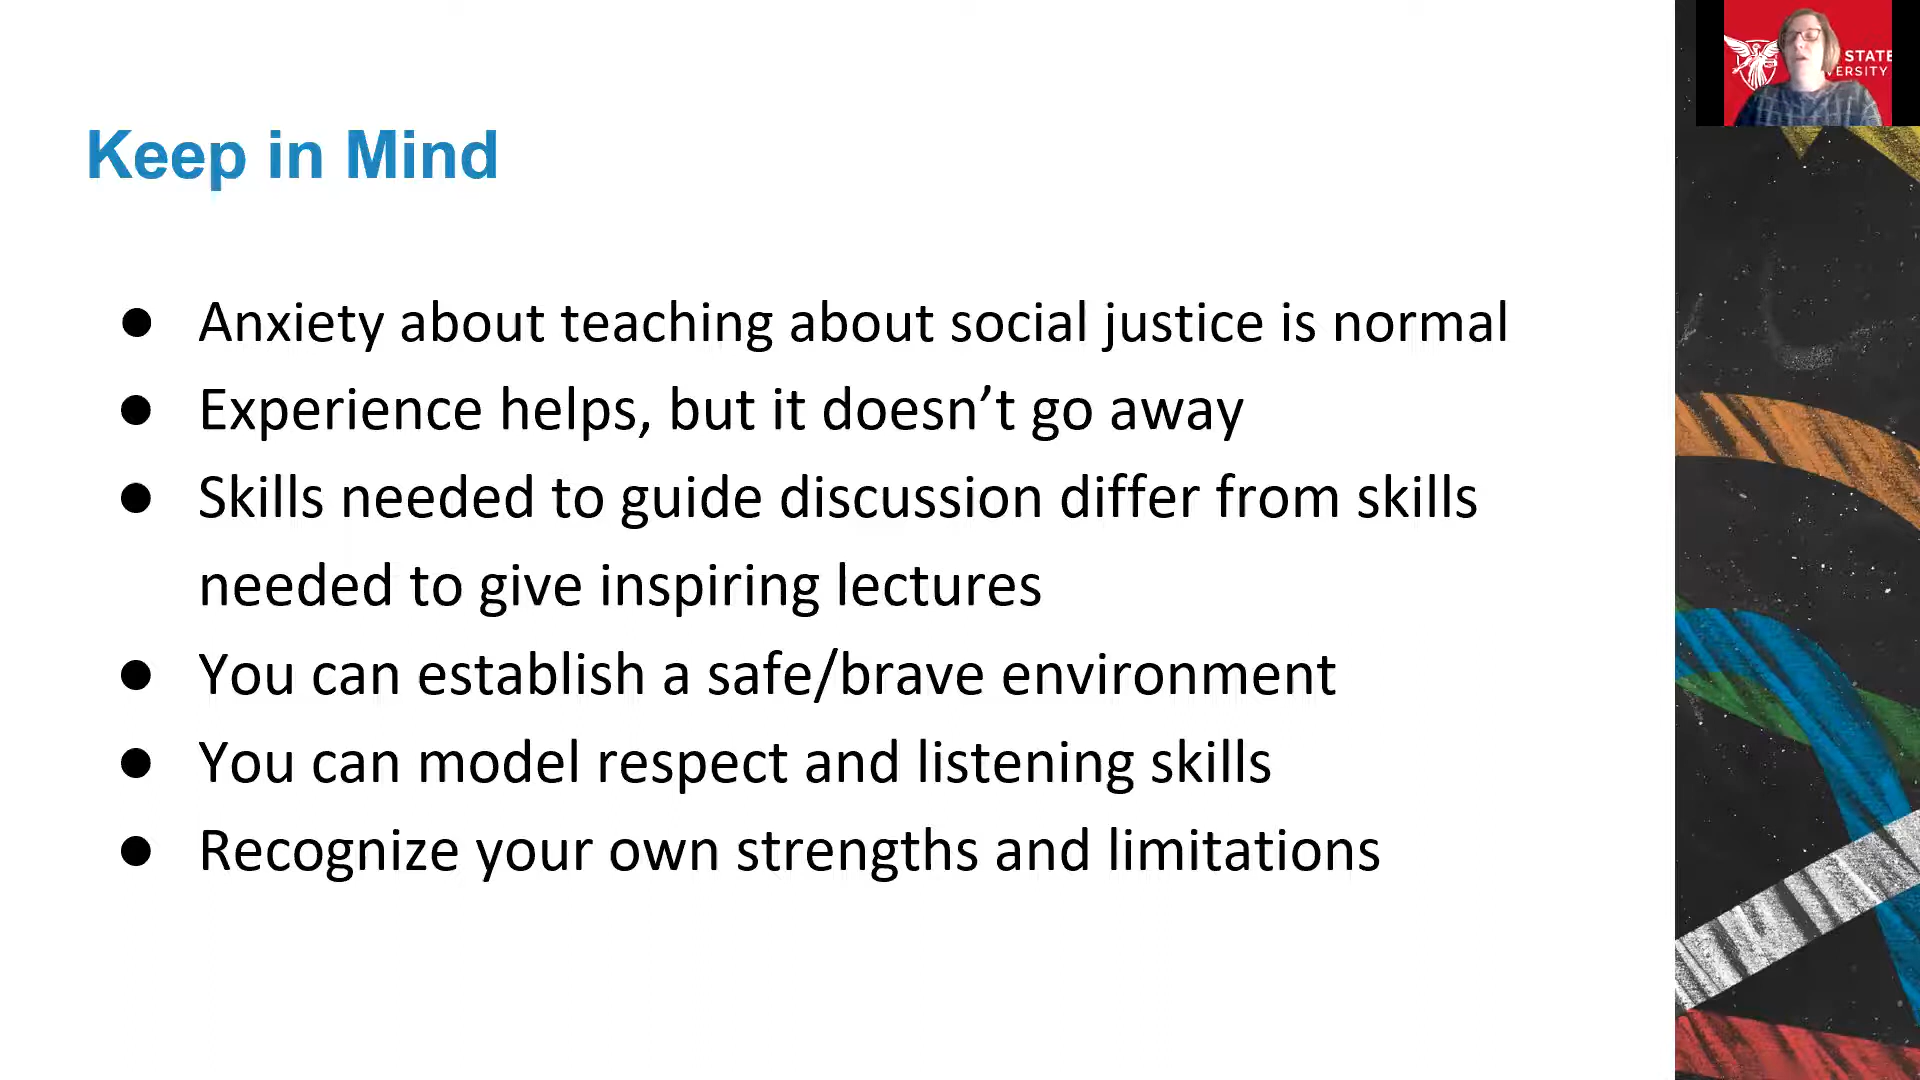 STATE
VERSITY
Keep in Mind
● Anxiety about teaching about social justice is normal
● Experience helps, but it doesn’t go away
● Skills needed to guide discussion differ from skills
needed to give inspiring lectures
● You can establish a safe/brave environment
● You can model respect and listening skills
● Recognize your own strengths and limitations